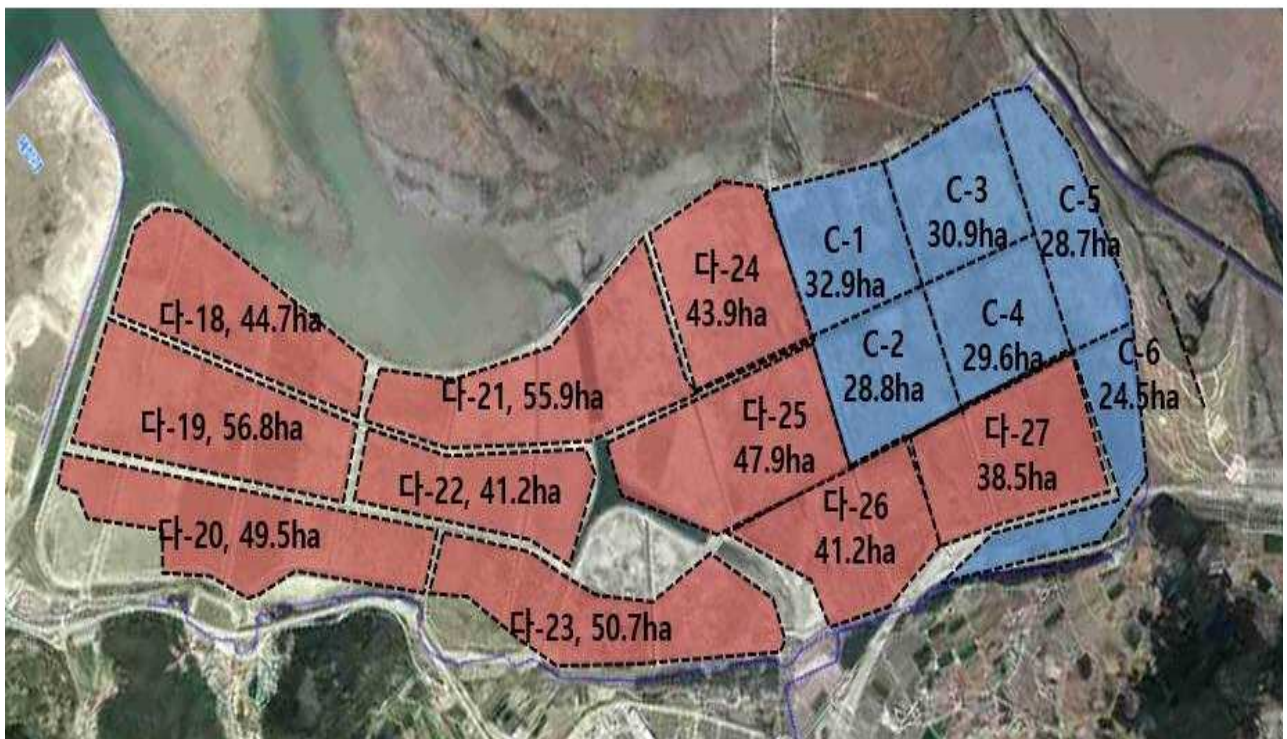 C-3
30.9ha
C-5
28.7ha
C-1
32.9ha
다-24
43.9ha
다-18, 44.7ha
C-4
29.6ha
C-2
28.8ha
C-6
24.5ha
다-21, 55.9ha
다-19, 56.8ha
다-25
47.9ha
다-27
38.5ha
다-22, 41.2ha
다-26
41.2ha
다-20, 49.5ha
다-23, 50.7ha